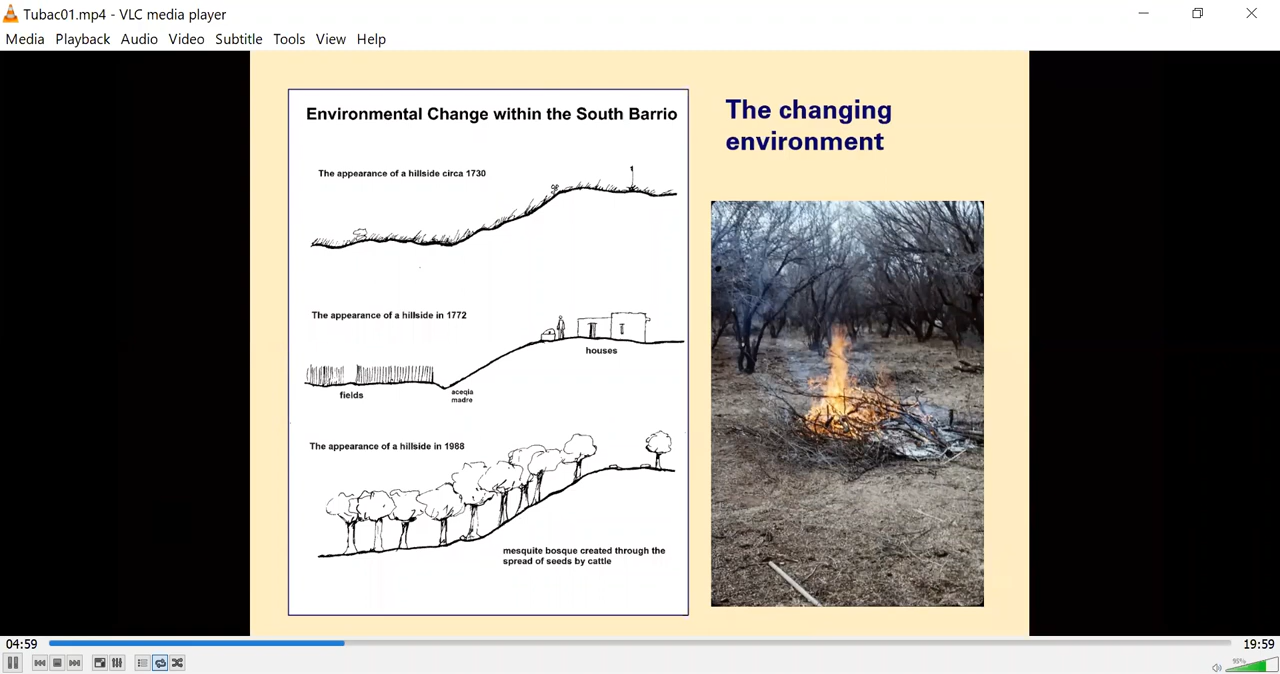 Tubac01.mp4 - VLC media player
Media Playback Audio Video Subtitle Tools View Help
Environmental Change within the South Barrio
The appearance of a hillside circa 1730
The appearance of a hillside in 1772
houses
fields
aceqia
madre
The appearance of a hillside in 1988
mesquite bosque created through the
spread of seeds by cattle
The changing
environment
04:59
19:59
95%